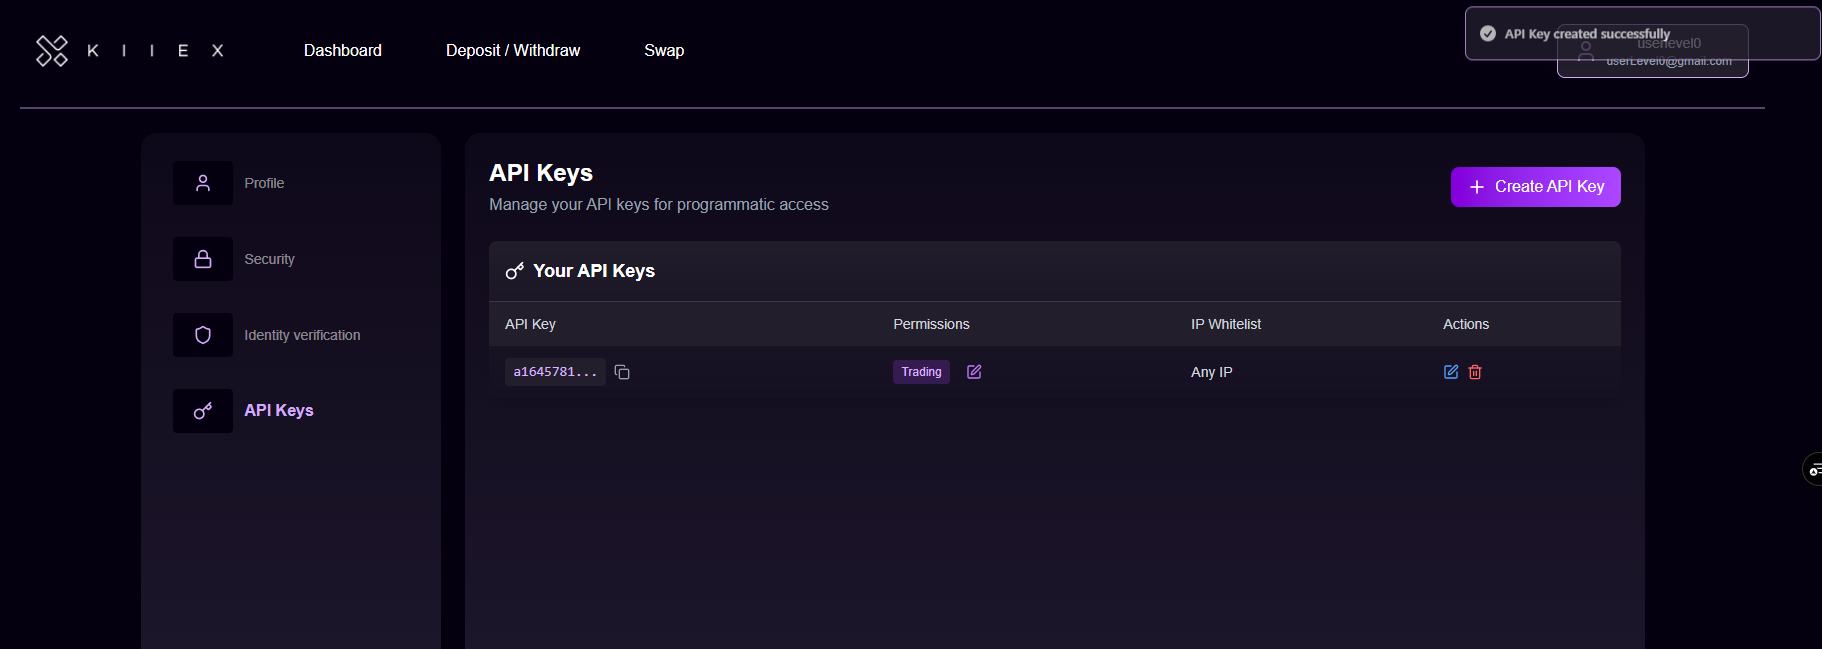 K I I E X
Dashboard
Deposit / Withdraw
Swap
API Key created successfully
userlevel0
userLevel0@gmail.com
Profile
Security
Identity verification
API Keys
API Keys
Manage your API keys for programmatic access
+ Create API Key
Your API Keys
API Key Permissions IP Whitelist Actions
a1645781... Trading Any IP